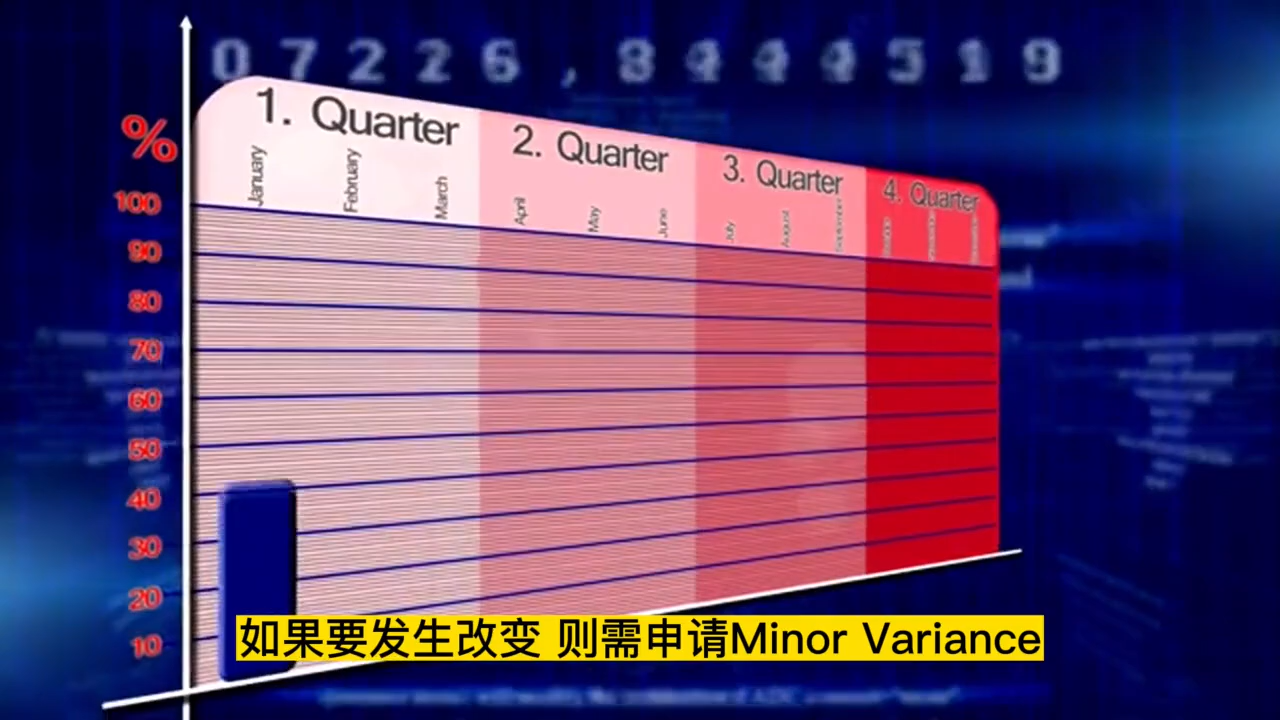 07226,8444519
1. Quarter
2. Quarter
3. Quarter
4. Quarter
%
January
February
March
April
May
June
July
August
September
100
90
80
70
60
50
40
30
20
10
如果要发生改变 则需申请Minor Variance